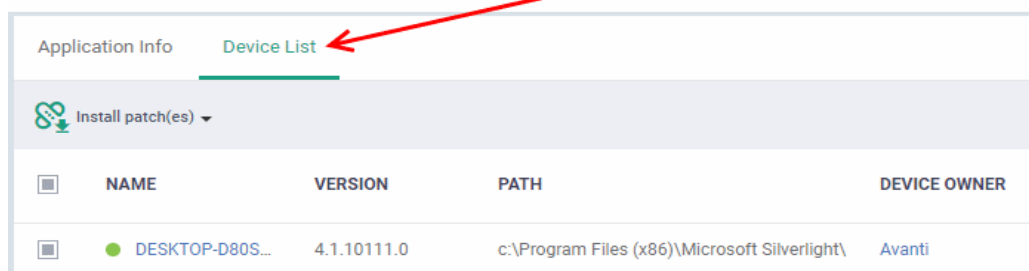 Application Info Device List
Install patch(es)
NAME VERSION PATH DEVICE OWNER
DESKTOP-D80S... 4.1.10111.0 c:\Program Files (x86)\Microsoft Silverlight\ Avanti